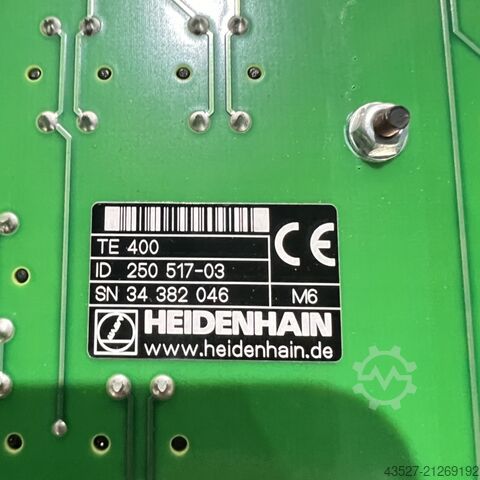 TE 400
ID 250 517-03
SN 34 382 046 M6
HEIDENHAIN
www.heidenhain.de
CE
43527-21269192